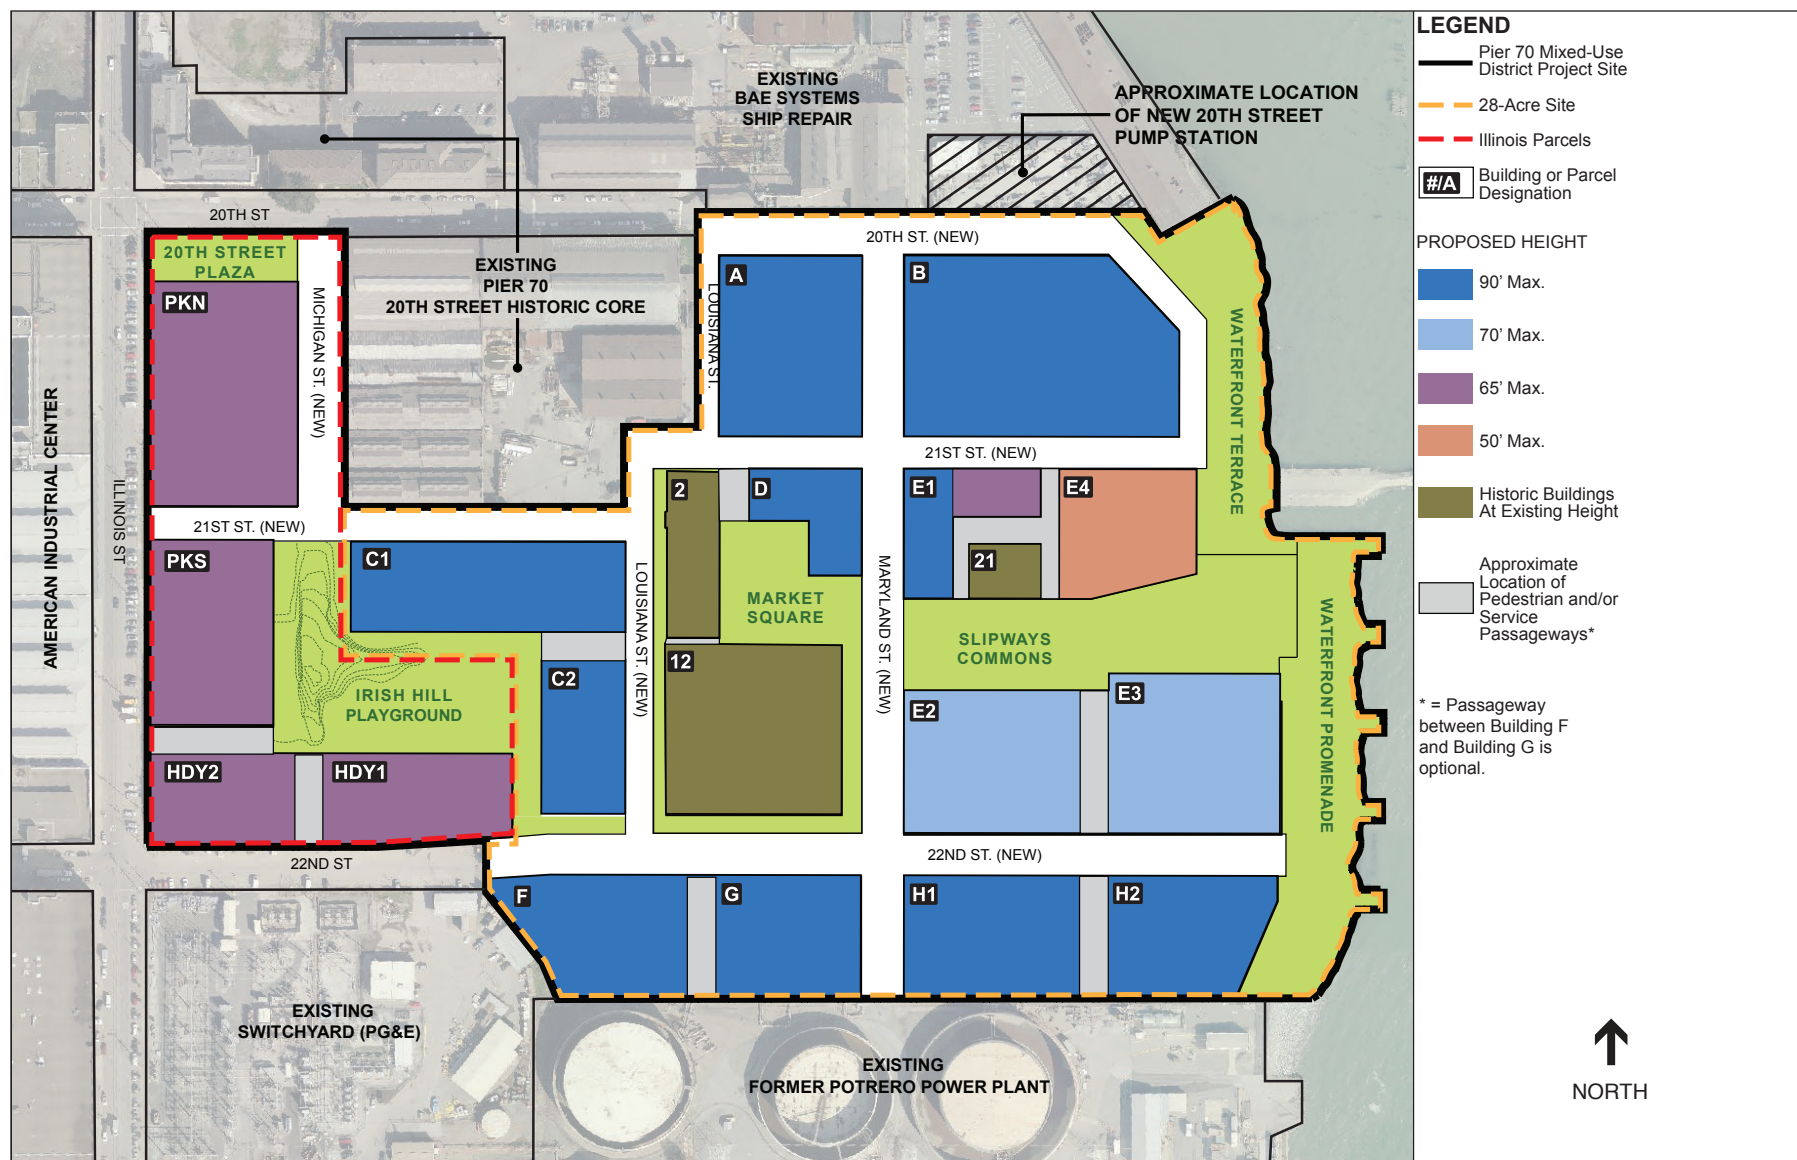 EXISTING
BAE SYSTEMS
SHIP REPAIR
APPROXIMATE LOCATION
OF NEW 20TH STREET
PUMP STATION
20TH ST
20TH STREET
PLAZA
PKN
MICHIGAN ST. (NEW)
EXISTING
PIER 70
20TH STREET HISTORIC CORE
LOUISIANA ST.
20TH ST. (NEW)
A
B
WATERFRONT TERRACE
AMERICAN INDUSTRIAL CENTER
ILLINOIS ST
21ST ST. (NEW)
21ST ST. (NEW)
PKS
C1
2
D
E1
E4
21
LOUISIANA ST. (NEW)
MARKET
SQUARE
MARYLAND ST. (NEW)
SLIPWAYS
COMMONS
WATERFRONT PROMENADE
12
C2
IRISH HILL
PLAYGROUND
E2
E3
HDY2
HDY1
22ND ST
22ND ST. (NEW)
F
G
H1
H2
EXISTING
SWITCHYARD (PG&E)
EXISTING
FORMER POTRERO POWER PLANT
LEGEND
Pier 70 Mixed-Use
District Project Site
28-Acre Site
Illinois Parcels
#/A
Building or Parcel
Designation
PROPOSED HEIGHT
90' Max.
70' Max.
65' Max.
50' Max.
Historic Buildings
At Existing Height
Approximate
Location of
Pedestrian and/or
Service
Passageways*
* = Passageway
between Building F
and Building G is
optional.
NORTH